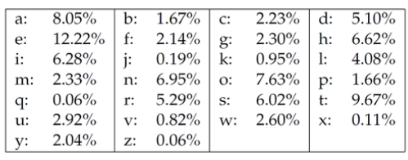 a: 8.05% b: 1.67% c: 2.23% d: 5.10%
e: 12.22% f: 2.14% g: 2.30% h: 6.62%
i: 6.28% j: 0.19% k: 0.95% l: 4.08%
m: 2.33% n: 6.95% o: 7.63% p: 1.66%
q: 0.06% r: 5.29% s: 6.02% t: 9.67%
u: 2.92% v: 0.82% w: 2.60% x: 0.11%
y: 2.04% z: 0.06%